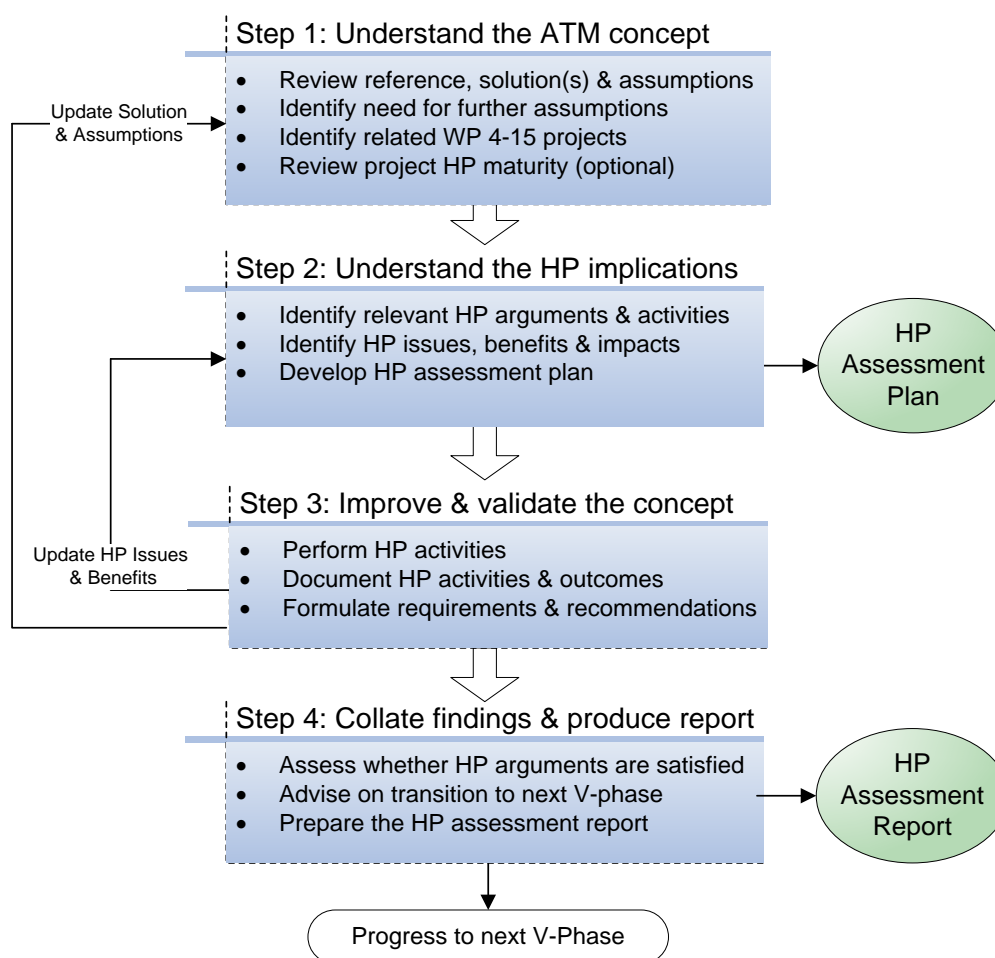 Step 1: Understand the ATM concept
• Review reference, solution(s) & assumptions
• Identify need for further assumptions
• Identify related WP 4-15 projects
• Review project HP maturity (optional)
Update Solution
& Assumptions
Step 2: Understand the HP implications
• Identify relevant HP arguments & activities
• Identify HP issues, benefits & impacts
• Develop HP assessment plan
HP
Assessment
Plan
Step 3: Improve & validate the concept
• Perform HP activities
• Document HP activities & outcomes
• Formulate requirements & recommendations
Update HP Issues
& Benefits
Step 4: Collate findings & produce report
• Assess whether HP arguments are satisfied
• Advise on transition to next V-phase
• Prepare the HP assessment report
HP
Assessment
Report
Progress to next V-Phase